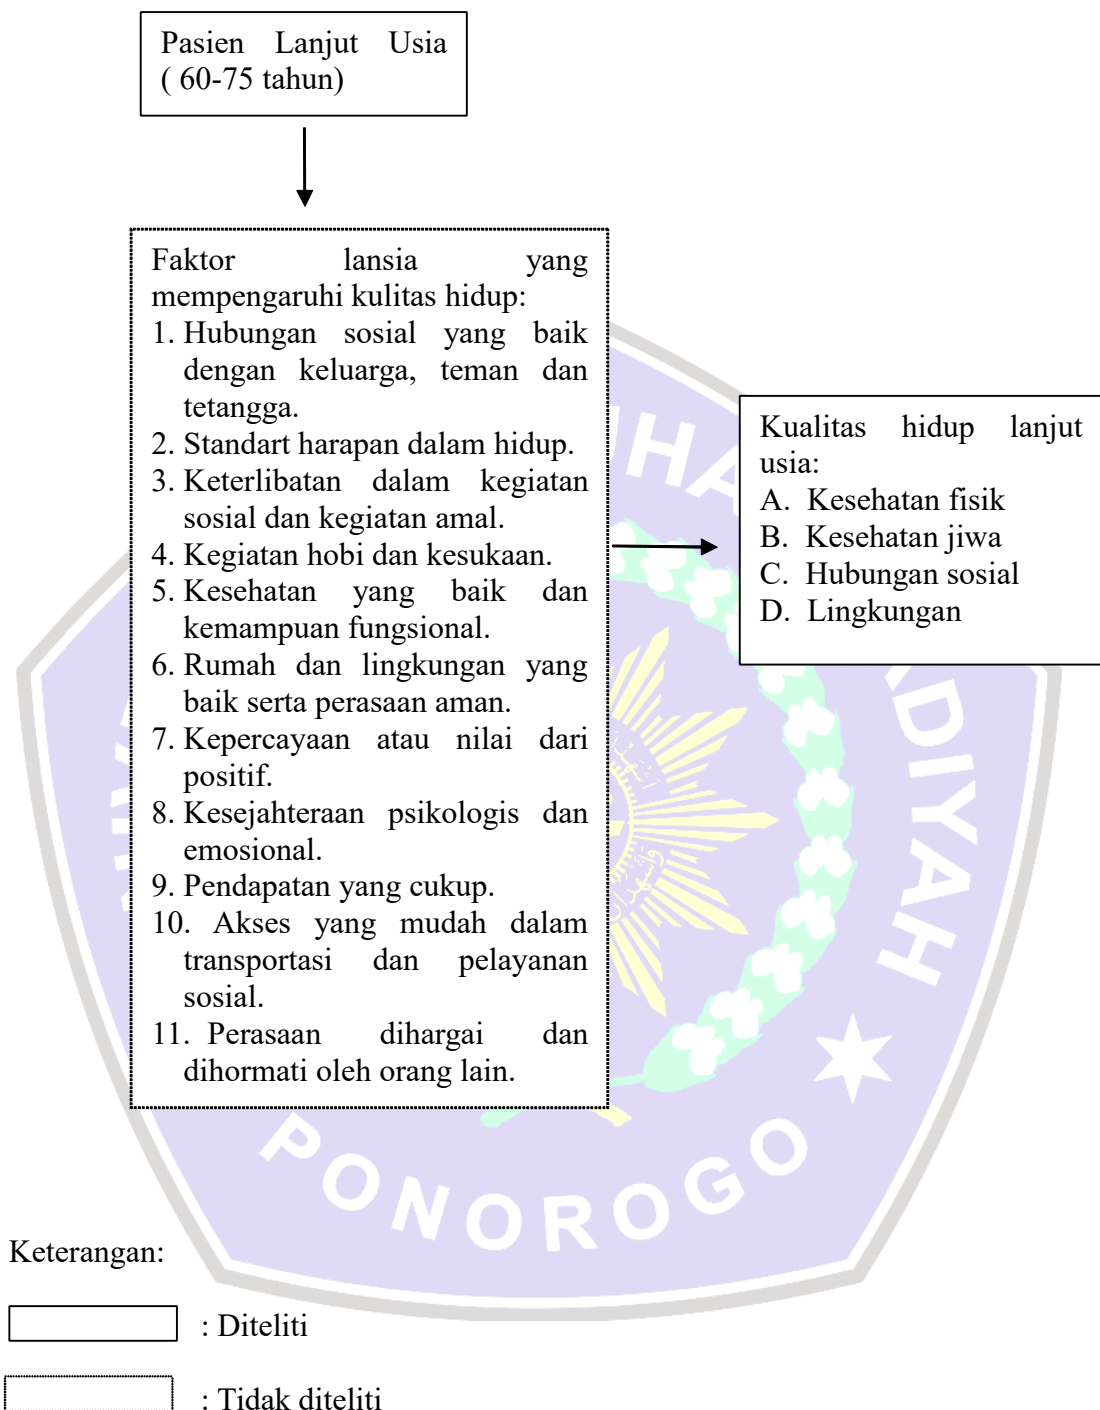 Pasien Lanjut Usia
( 60-75 tahun)
Faktor lansia yang
mempengaruhi kulitas hidup:
1. Hubungan sosial yang baik
dengan keluarga, teman dan
tetangga.
2. Standart harapan dalam hidup.
3. Keterlibatan dalam kegiatan
sosial dan kegiatan amal.
4. Kegiatan hobi dan kesukaan.
5. Kesehatan yang baik dan
kemampuan fungsional.
6. Rumah dan lingkungan yang
baik serta perasaan aman.
7. Kepercayaan atau nilai dari
positif.
8. Kesejahteraan psikologis dan
emosional.
9. Pendapatan yang cukup.
10. Akses yang mudah dalam
transportasi dan pelayanan
sosial.
11. Perasaan dihargai dan
dihormati oleh orang lain.
Kualitas hidup lanjut
usia:
A. Kesehatan fisik
B. Kesehatan jiwa
C. Hubungan sosial
D. Lingkungan
PONOROGO
Keterangan:
: Diteliti
: Tidak diteliti